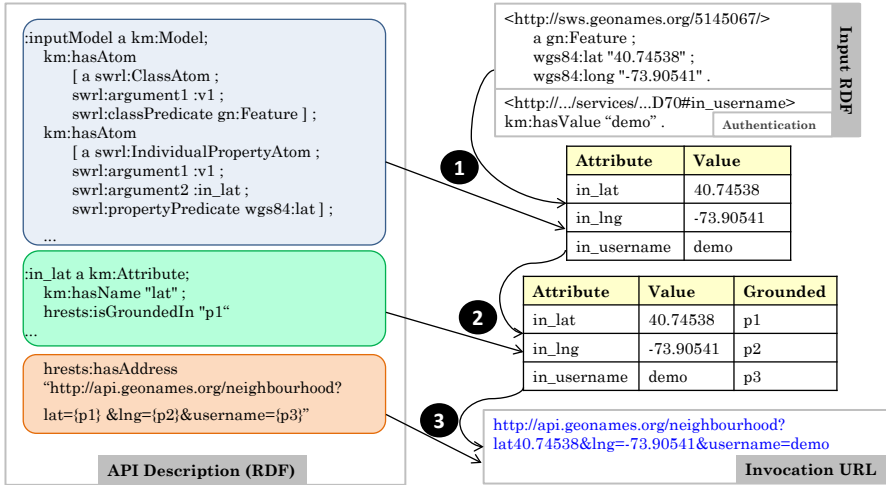 :inputModel a km:Model;
km:hasAtom
[ a swrl:ClassAtom ;
swrl:argument1 :v1 ;
swrl:classPredicate gn:Feature ] ;
km:hasAtom
[ a swrl:IndividualPropertyAtom ;
swrl:argument1 :v1 ;
swrl:argument2 :in_lat ;
swrl:propertyPredicate wgs84:lat ] ;
...
:in_lat a km:Attribute;
km:hasName "lat" ;
hrests:isGroundedIn "p1“
...
hrests:hasAddress
“http://api.geonames.org/neighbourhood?
lat={p1} &lng={p2}&username={p3}”
API Description (RDF)
<http://sws.geonames.org/5145067/>
a gn:Feature ;
wgs84:lat "40.74538" ;
wgs84:long "-73.90541" .
<http://.../services/...D70#in_username>
km:hasValue “demo” .
Authentication
Input RDF
1
Attribute Value
in_lat 40.74538
in_lng -73.90541
in_username demo
2
Attribute Value Grounded
in_lat 40.74538 p1
in_lng -73.90541 p2
in_username demo p3
3
http://api.geonames.org/neighbourhood?
lat40.74538&lng=-73.90541&username=demo
Invocation URL